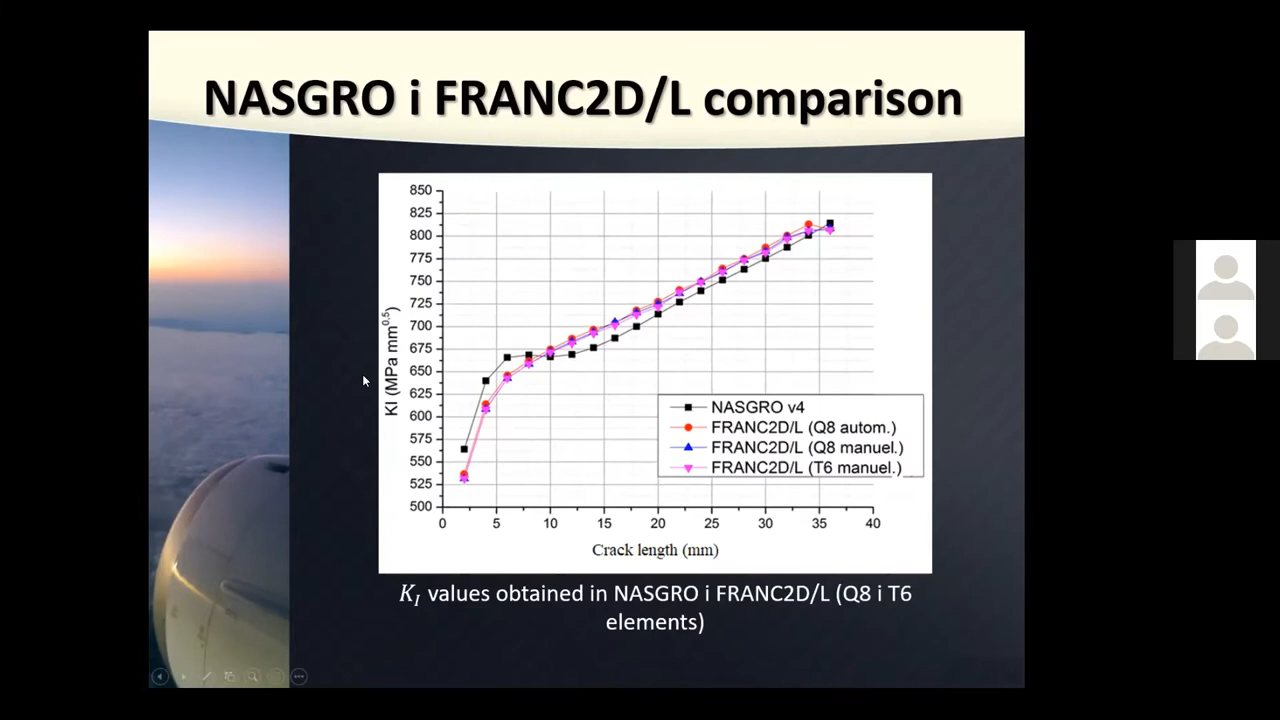 NASGRO i FRANC2D/L comparison
850
825
800
775
750
725
700
675
650
625
600
575
550
525
500
KI (MPa mm^0,5)
0 5 10 15 20 25 30 35 40
Crack length (mm)
NASGRO v4
FRANC2D/L (Q8 autom.)
FRANC2D/L (Q8 manuel.)
FRANC2D/L (T6 manuel.)
K_I values obtained in NASGRO i FRANC2D/L (Q8 i T6
elements)